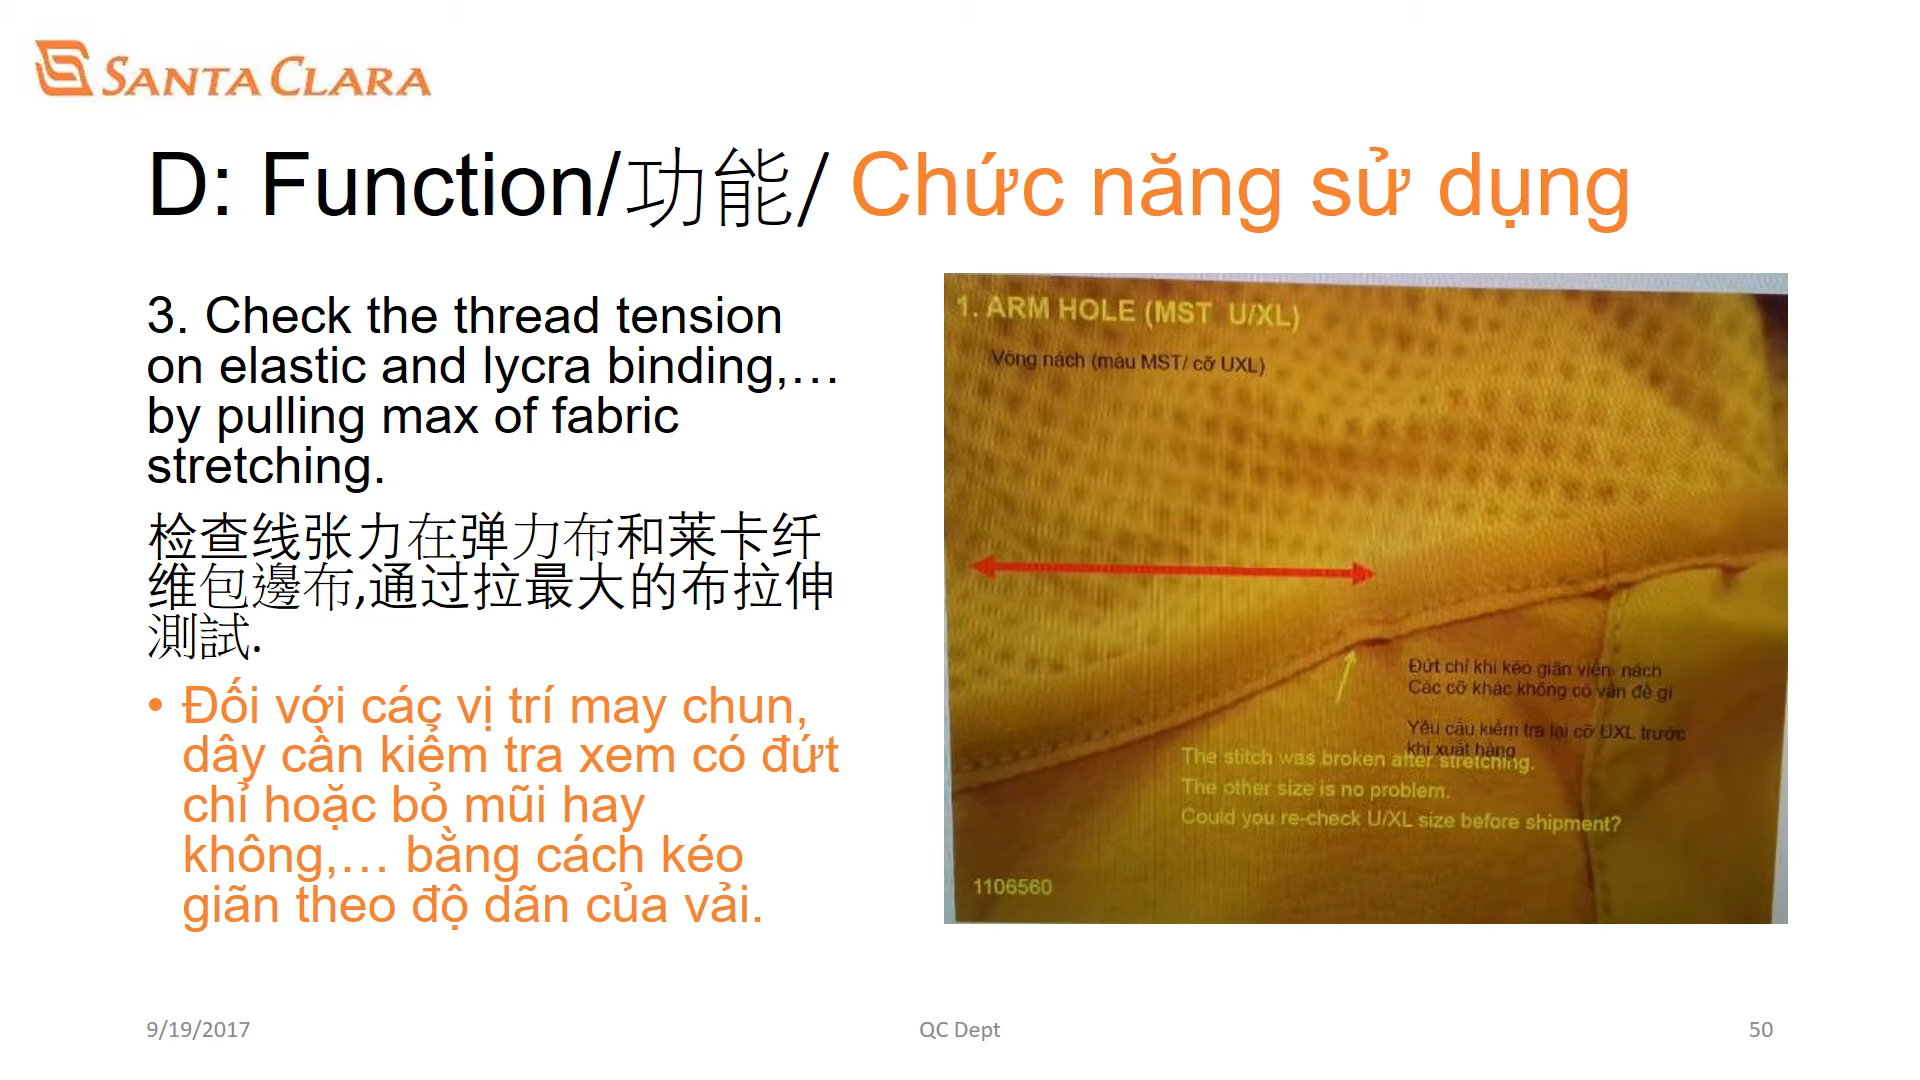 SANTA CLARA
D: Function/功能/ Chức năng sử dụng
3. Check the thread tension
on elastic and lycra binding,…
by pulling max of fabric
stretching.
检查线张力在弹力布和莱卡纤
维包邊布,通过拉最大的布拉伸
測試.
• Đối với các vị trí may chun,
dây cần kiểm tra xem có đứt
chỉ hoặc bỏ mũi hay
không,… bằng cách kéo
giãn theo độ dãn của vải.
1. ARM HOLE (MST U/XL)
Vòng nách (màu MST/ cỡ UXL)
Đứt chỉ khi kéo giãn viền nách
Các cỡ khác không có vấn đề gì
Yêu cầu kiểm tra lại cỡ UXL trước
khi xuất hàng
The stitch was broken after stretching.
The other size is no problem.
Could you re-check U/XL size before shipment?
1106560
9/19/2017
QC Dept
50